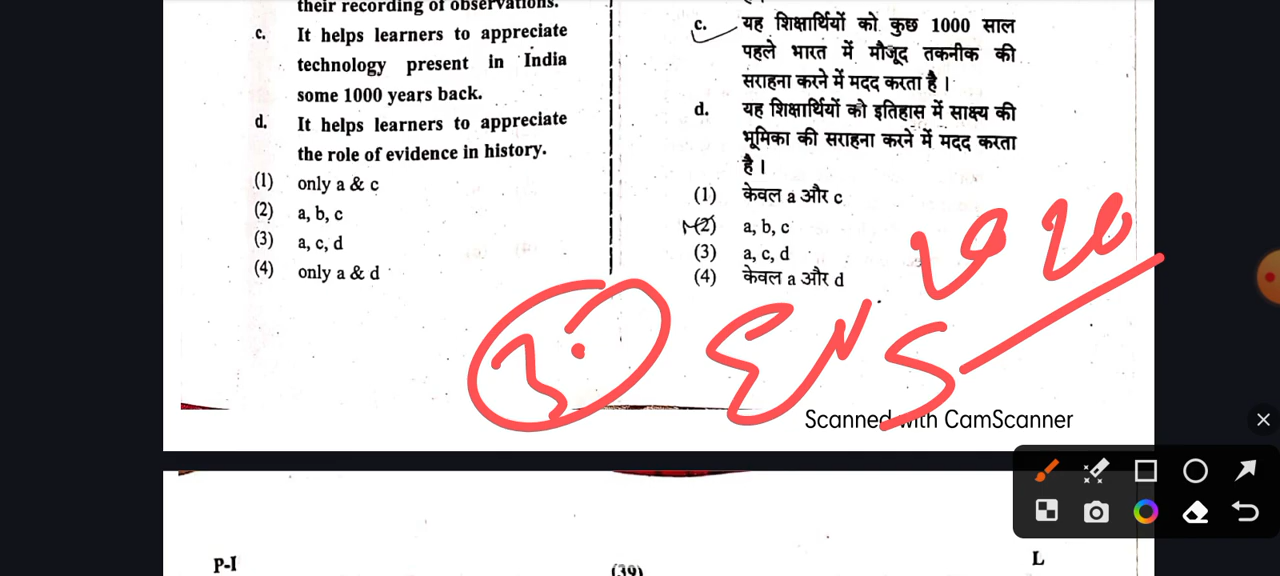 their recording of observations.
c. It helps learners to appreciate
technology present in India
some 1000 years back.
d. It helps learners to appreciate
the role of evidence in history.
(1) only a & c
(2) a, b, c
(3) a, c, d
(4) only a & d
c. यह शिक्षार्थियों को कुछ 1000 साल
पहले भारत में मौजूद तकनीक की
सराहना करने में मदद करता है।
d. यह शिक्षार्थियों को इतिहास में साक्ष्य की
भूमिका की सराहना करने में मदद करता
है।
(1) केवल a और c
(2) a, b, c
(3) a, c, d
(4) केवल a और d
Scanned with CamScanner
P-I
(39)
L